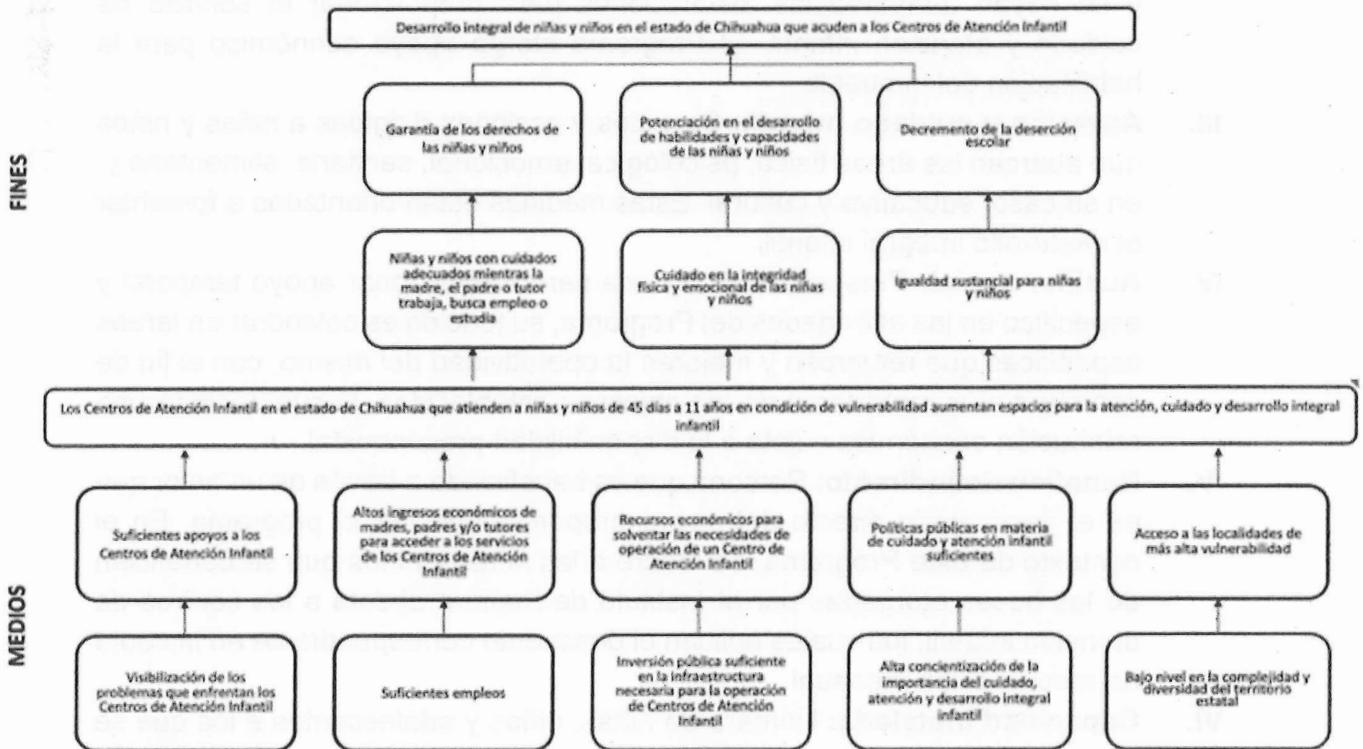 Desarrollo integral de niñas y niños en el estado de Chihuahua que acuden a los Centros de Atención Infantil
FINES
Garantía de los derechos de
las niñas y niños
Potenciación en el desarrollo
de habilidades y capacidades
de las niñas y niños
Decremento de la deserción
escolar
Niñas y niños con cuidados
adecuados mientras la
madre, el padre o tutor
trabaja, busca empleo o
estudia
Cuidado en la integridad
física y emocional de las niñas
y niños
Igualdad sustancial para niñas
y niños
Los Centros de Atención Infantil en el estado de Chihuahua que atienden a niñas y niños de 45 días a 11 años en condición de vulnerabilidad aumentan espacios para la atención, cuidado y desarrollo integral
infantil
MEDIOS
Suficientes apoyos a los
Centros de Atención Infantil
Altos ingresos económicos de
madres, padres y/o tutores
para acceder a los servicios
de los Centros de Atención
Infantil
Recursos económicos para
solventar las necesidades de
operación de un Centro de
Atención Infantil
Políticas públicas en materia
de cuidado y atención infantil
suficientes
Acceso a las localidades de
más alta vulnerabilidad
Visibilización de los
problemas que enfrentan los
Centros de Atención Infantil
Suficientes empleos
Inversión pública suficiente
en la infraestructura
necesaria para la operación
de Centros de Atención
Infantil
Alta concientización de la
importancia del cuidado,
atención y desarrollo integral
infantil
Bajo nivel en la complejidad y
diversidad del territorio
estatal